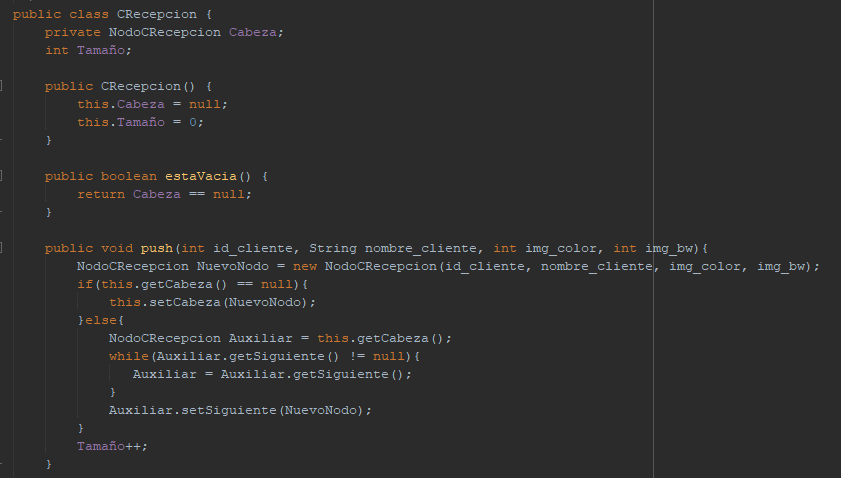 public class CRecepcion {
    private NodoCRecepcion Cabeza;
    int Tamaño;

    public CRecepcion() {
        this.Cabeza = null;
        this.Tamaño = 0;
    }

    public boolean estaVacia() {
        return Cabeza == null;
    }

    public void push(int id_cliente, String nombre_cliente, int img_color, int img_bw){
        NodoCRecepcion NuevoNodo = new NodoCRecepcion(id_cliente, nombre_cliente, img_color, img_bw);
        if(this.getCabeza() == null){
            this.setCabeza(NuevoNodo);
        }else{
            NodoCRecepcion Auxiliar = this.getCabeza();
            while(Auxiliar.getSiguiente() != null){
               Auxiliar = Auxiliar.getSiguiente();
            }
            Auxiliar.setSiguiente(NuevoNodo);
        }
        Tamaño++;
    }